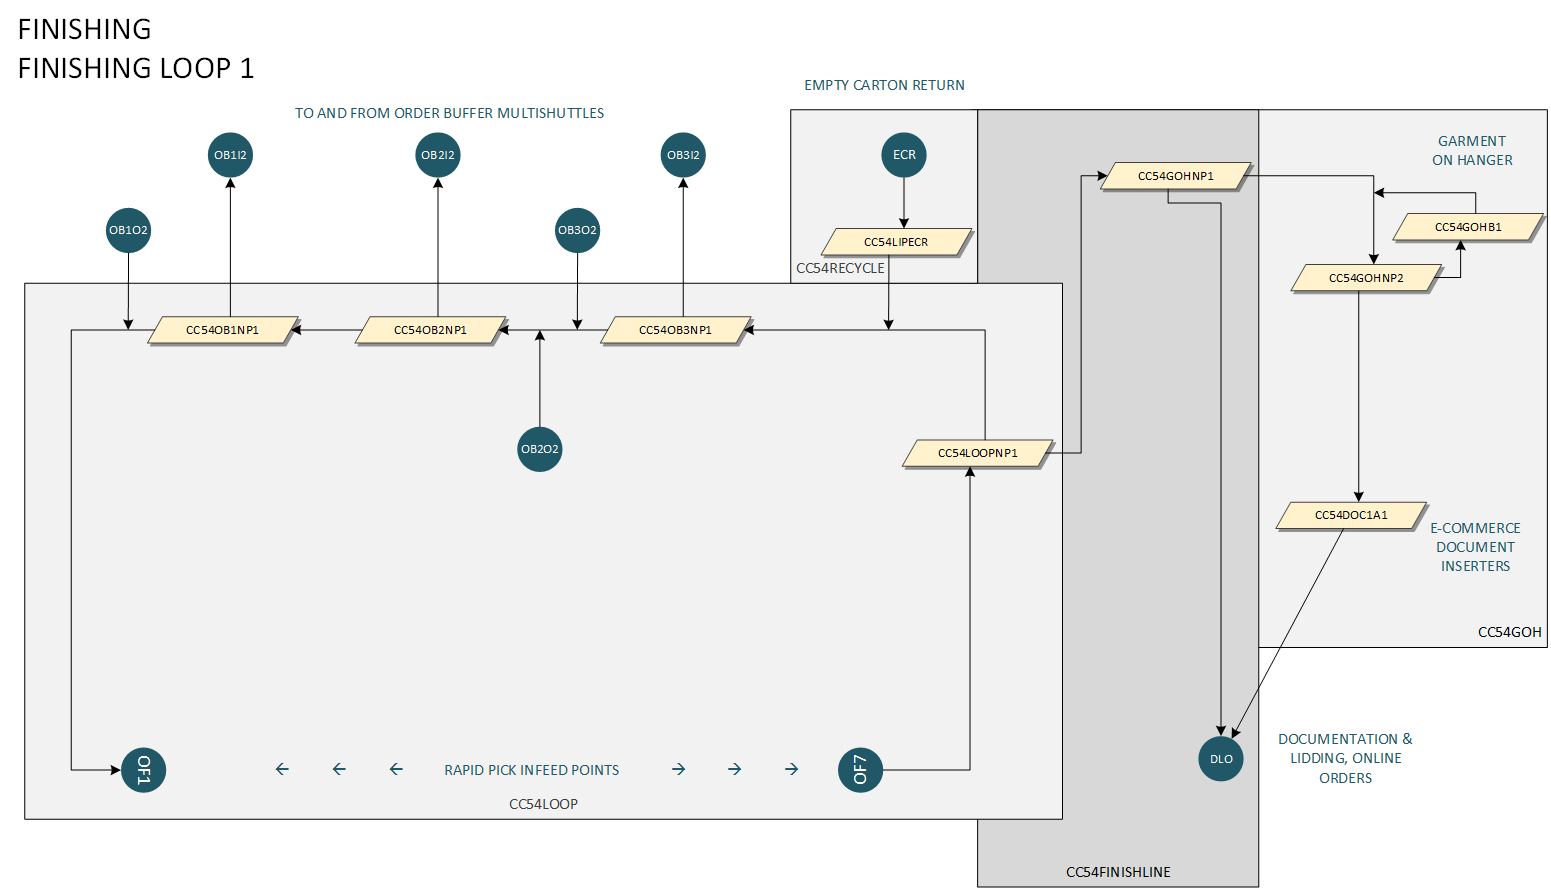 FINISHING
FINISHING LOOP 1
EMPTY CARTON RETURN
TO AND FROM ORDER BUFFER MULTISHUTTLES
OB1I2
OB2I2
OB3I2
ECR
GARMENT
ON HANGER
CC54GOHNP1
OB1O2
OB3O2
CC54GOHB1
CC54LIPECR
CC54RECYCLE
CC54GOHNP2
CC54OB1NP1
CC54OB2NP1
CC54OB3NP1
OB2O2
CC54LOOPNP1
CC54DOC1A1
E-COMMERCE
DOCUMENT
INSERTERS
CC54GOH
OF1
RAPID PICK INFEED POINTS
OF7
DLO
DOCUMENTATION &
LIDDING, ONLINE
ORDERS
CC54LOOP
CC54FINISHLINE